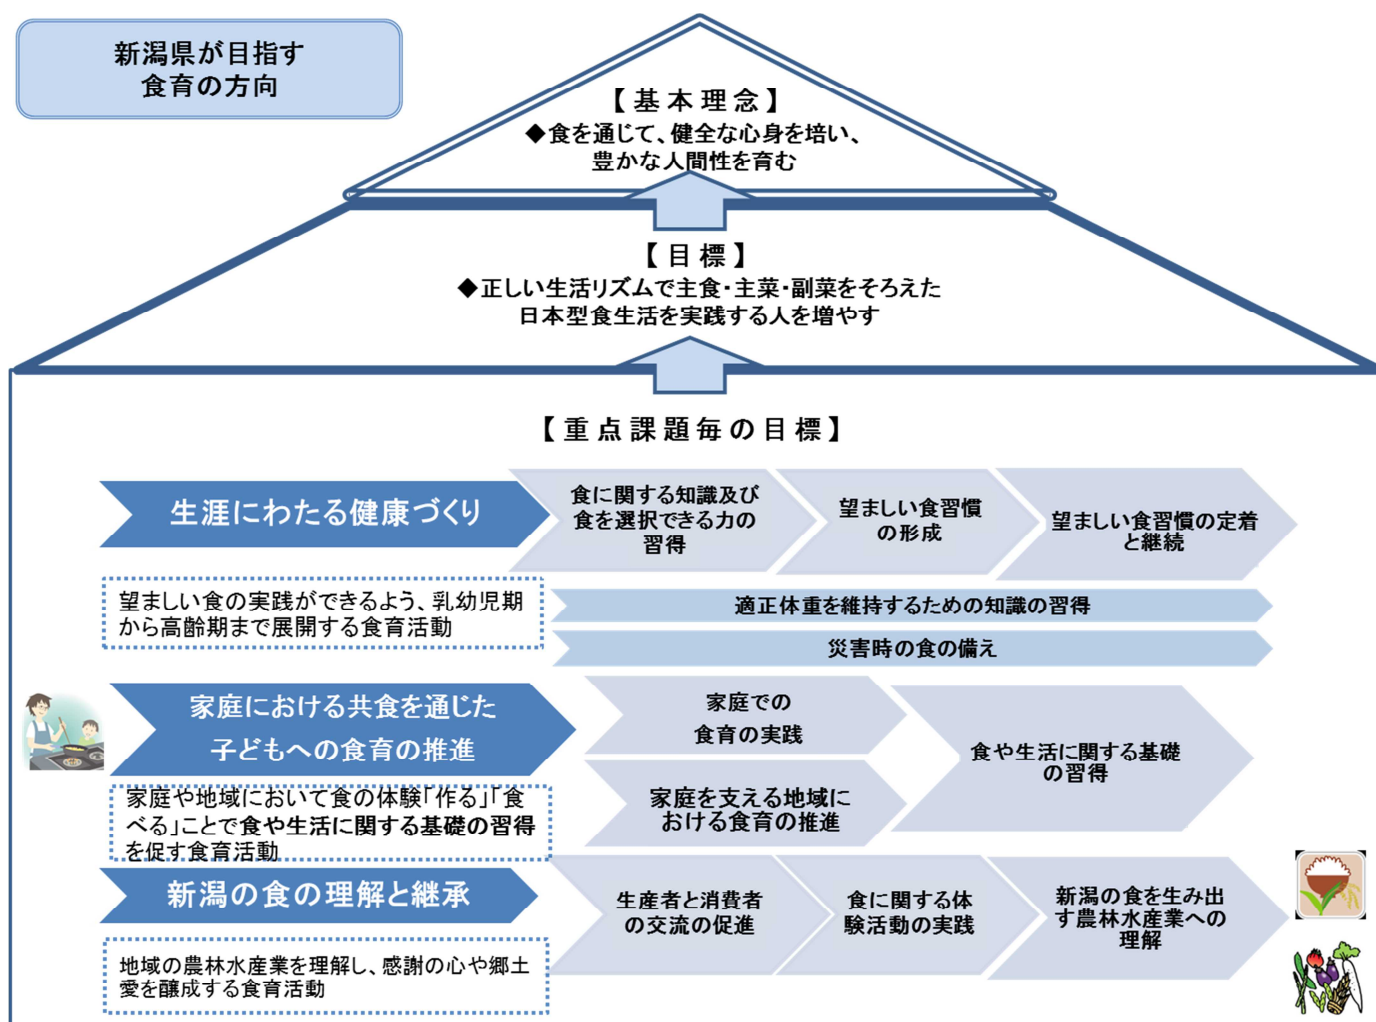 新潟県が目指す
食育の方向
【基本理念】
◆食を通じて、健全な心身を培い、
豊かな人間性を育む
【目標】
◆正しい生活リズムで主食・主菜・副菜をそろえた
日本型食生活を実践する人を増やす
【重点課題毎の目標】
生涯にわたる健康づくり
食に関する知識及び
食を選択できる力の
習得
望ましい食習慣
の形成
望ましい食習慣の定着
と継続
望ましい食の実践ができるよう、乳幼児期
から高齢期まで展開する食育活動
適正体重を維持するための知識の習得
災害時の食の備え
家庭における共食を通じた
子どもへの食育の推進
家庭での
食育の実践
家庭を支える地域に
おける食育の推進
食や生活に関する基礎
の習得
家庭や地域において食の体験「作る」「食
べる」ことで食や生活に関する基礎の習得
を促す食育活動
新潟の食の理解と継承
生産者と消費者
の交流の促進
食に関する体
験活動の実践
新潟の食を生み出
す農林水産業への
理解
地域の農林水産業を理解し、感謝の心や郷土
愛を醸成する食育活動